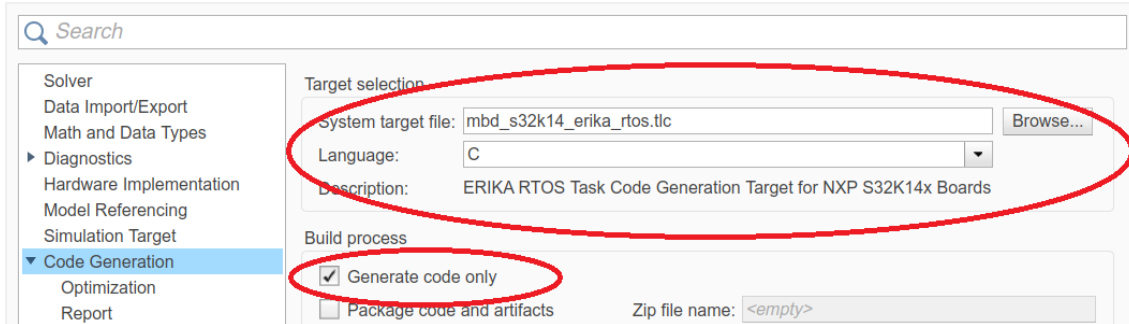 Search
Solver
Data Import/Export
Math and Data Types
Diagnostics
Hardware Implementation
Model Referencing
Simulation Target
Code Generation
Optimization
Report
Target selection
System target file: mbd_s32k14_erika_rtos.tlc Browse...
Language: C
Description: ERIKA RTOS Task Code Generation Target for NXP S32K14x Boards
Build process
Generate code only
Package code and artifacts Zip file name: <empty>